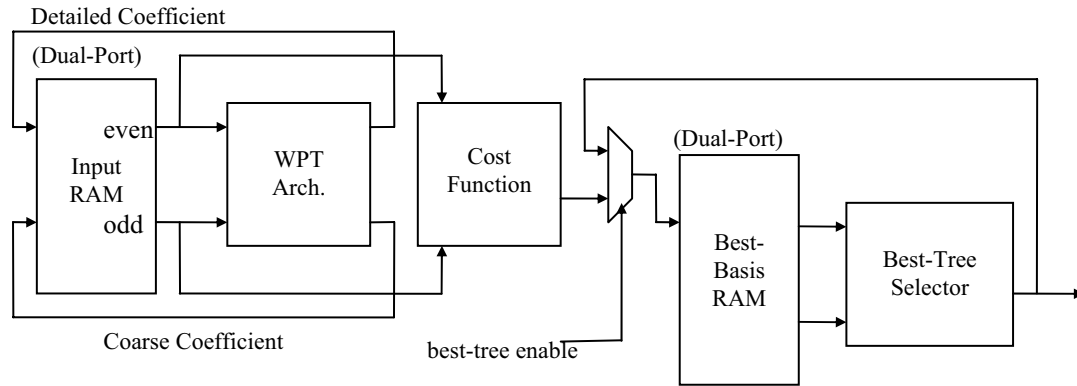 Detailed Coefficient
(Dual-Port)
even
Input
RAM
odd
WPT
Arch.
Cost
Function
(Dual-Port)
Best-
Basis
RAM
Best-Tree
Selector
Coarse Coefficient
best-tree enable